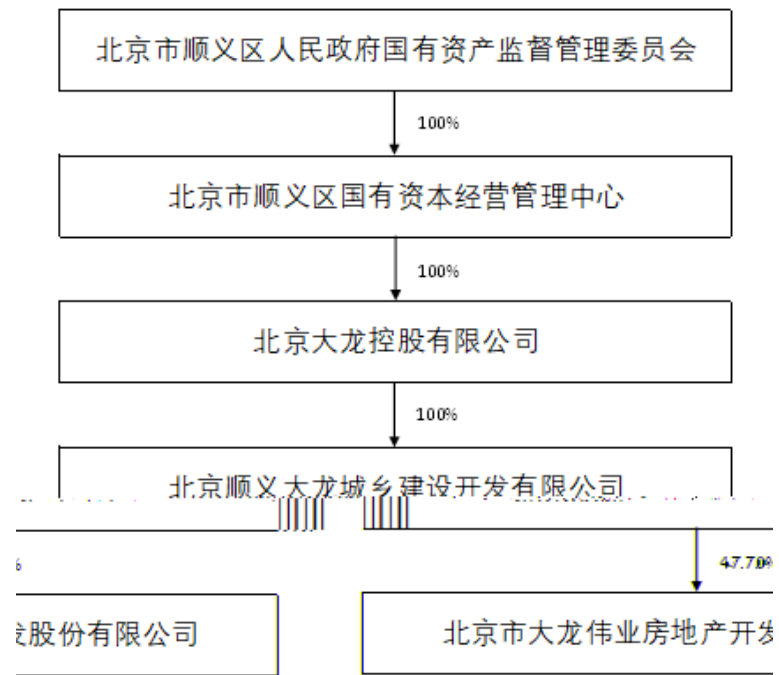 北京市顺义区人民政府国有资产监督管理委员会
100%
北京市顺义区国有资本经营管理中心
100%
北京大龙控股有限公司
100%
北京顺义大龙城乡建设开发有限公司
%
47.70%
发股份有限公司
北京市大龙伟业房地产开发